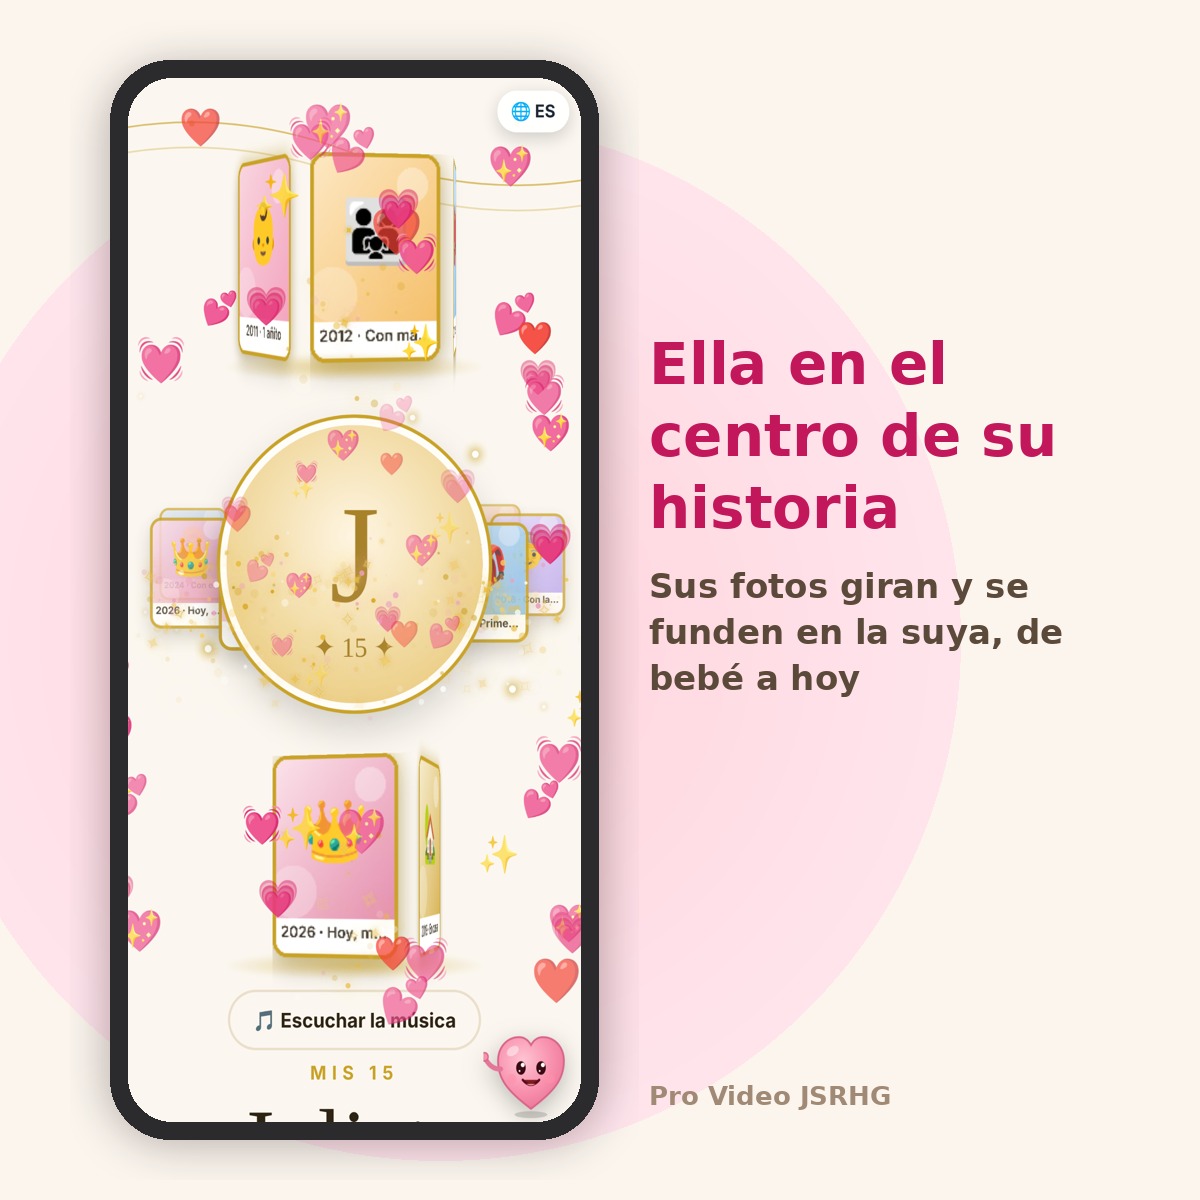 🌐 ES
2011 · 1 añito
2012 · Con ma...
J
✦ 15 ✦
2026 · Hoy, ...
Con la...
Prime...
2026 · Hoy, m...
🎵 Escuchar la música
MIS 15
Ella en el
centro de su
historia
Sus fotos giran y se
funden en la suya, de
bebé a hoy
Pro Video JSRHG